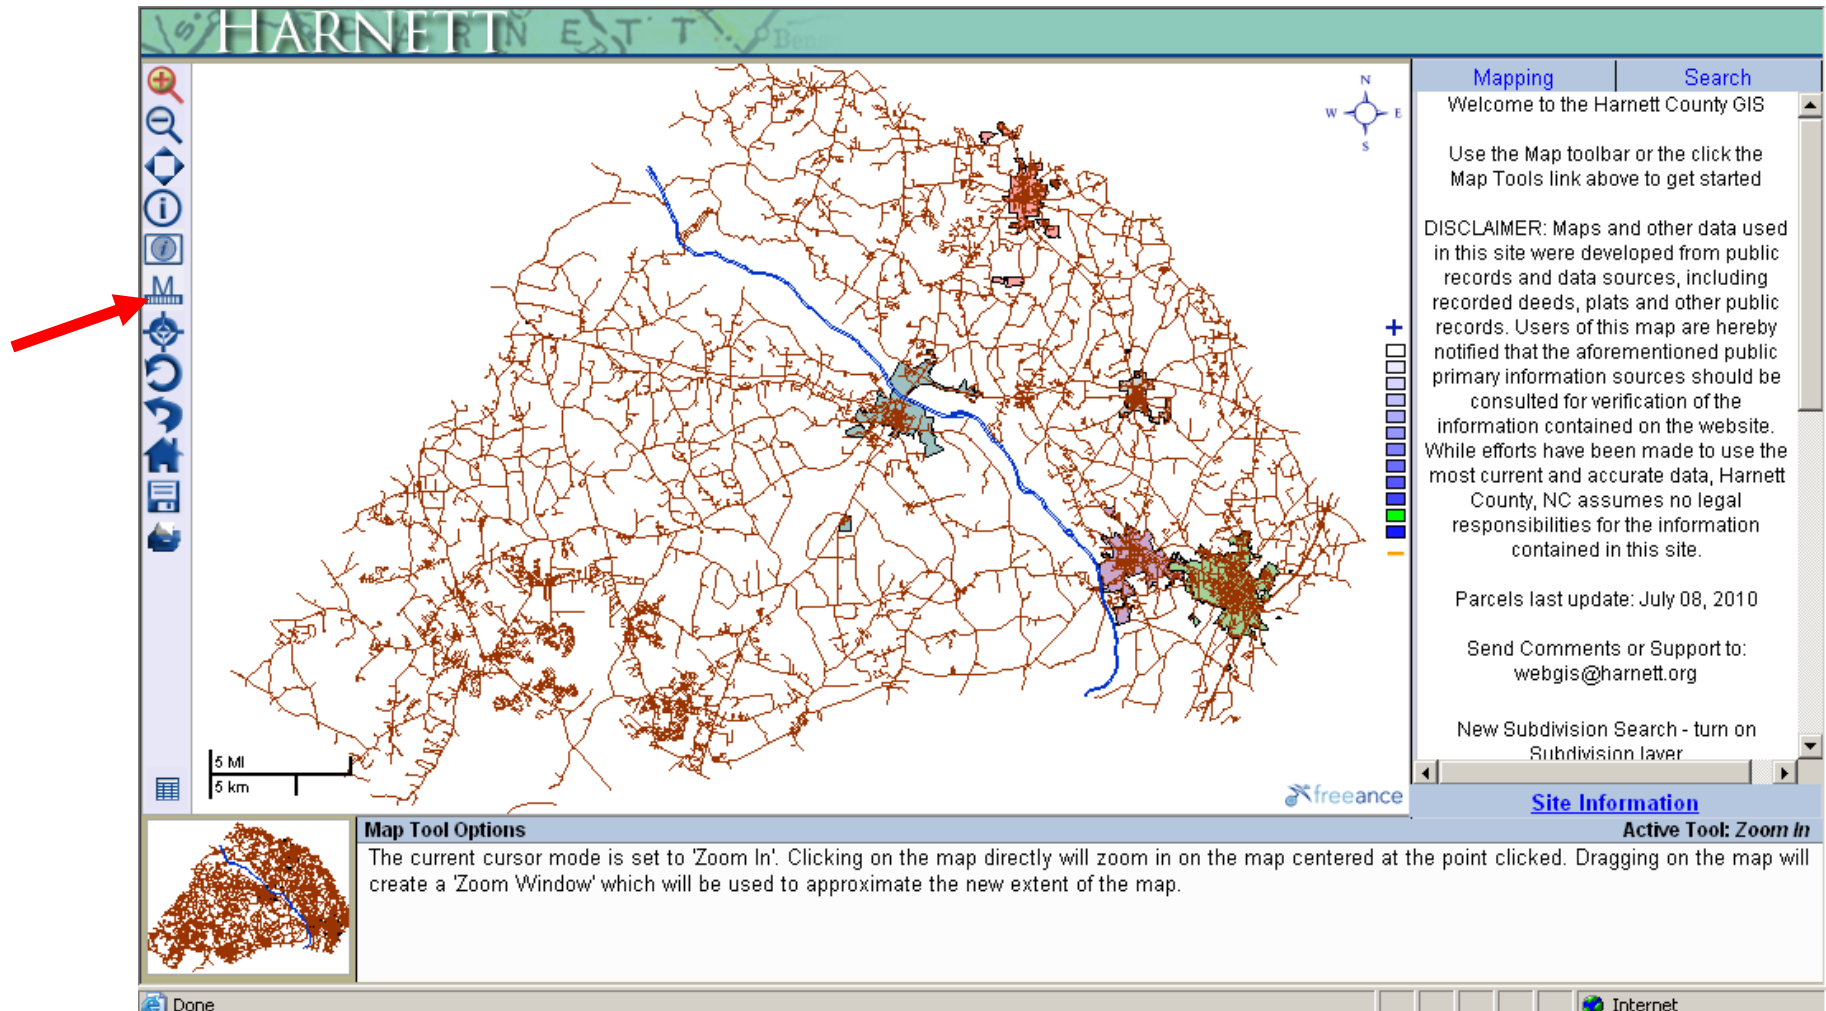 HARNETT
HARNETT
Ben
Mapping
Search
N
W
E
S
Welcome to the Harnett County GIS
Use the Map toolbar or the click the
Map Tools link above to get started
DISCLAIMER: Maps and other data used
in this site were developed from public
records and data sources, including
recorded deeds, plats and other public
records. Users of this map are hereby
notified that the aforementioned public
primary information sources should be
consulted for verification of the
information contained on the website.
While efforts have been made to use the
most current and accurate data, Harnett
County, NC assumes no legal
responsibilities for the information
contained in this site.
Parcels last update: July 08, 2010
Send Comments or Support to:
webgis@harnett.org
New Subdivision Search - turn on
Subdivision layer
i
i
M
5 MI
5 km
freeance
Site Information
Map Tool Options
Active Tool: Zoom In
The current cursor mode is set to 'Zoom In'. Clicking on the map directly will zoom in on the map centered at the point clicked. Dragging on the map will
create a 'Zoom Window' which will be used to approximate the new extent of the map.
Done
Internet